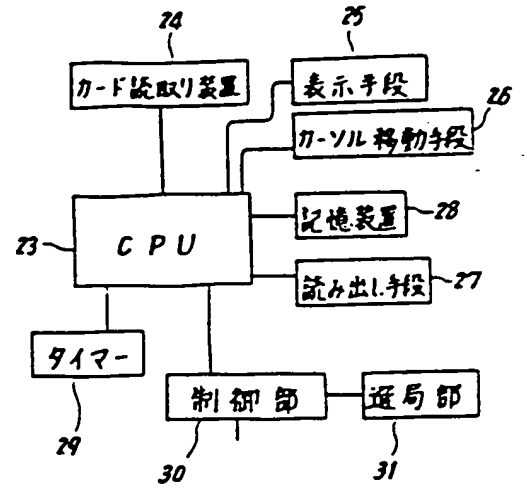 24
カード読取り装置
25
表示手段
26
カーソル移動手段
23
CPU
記憶装置
28
読み出し手段
27
タイマー
29
制御部
30
選局部
31